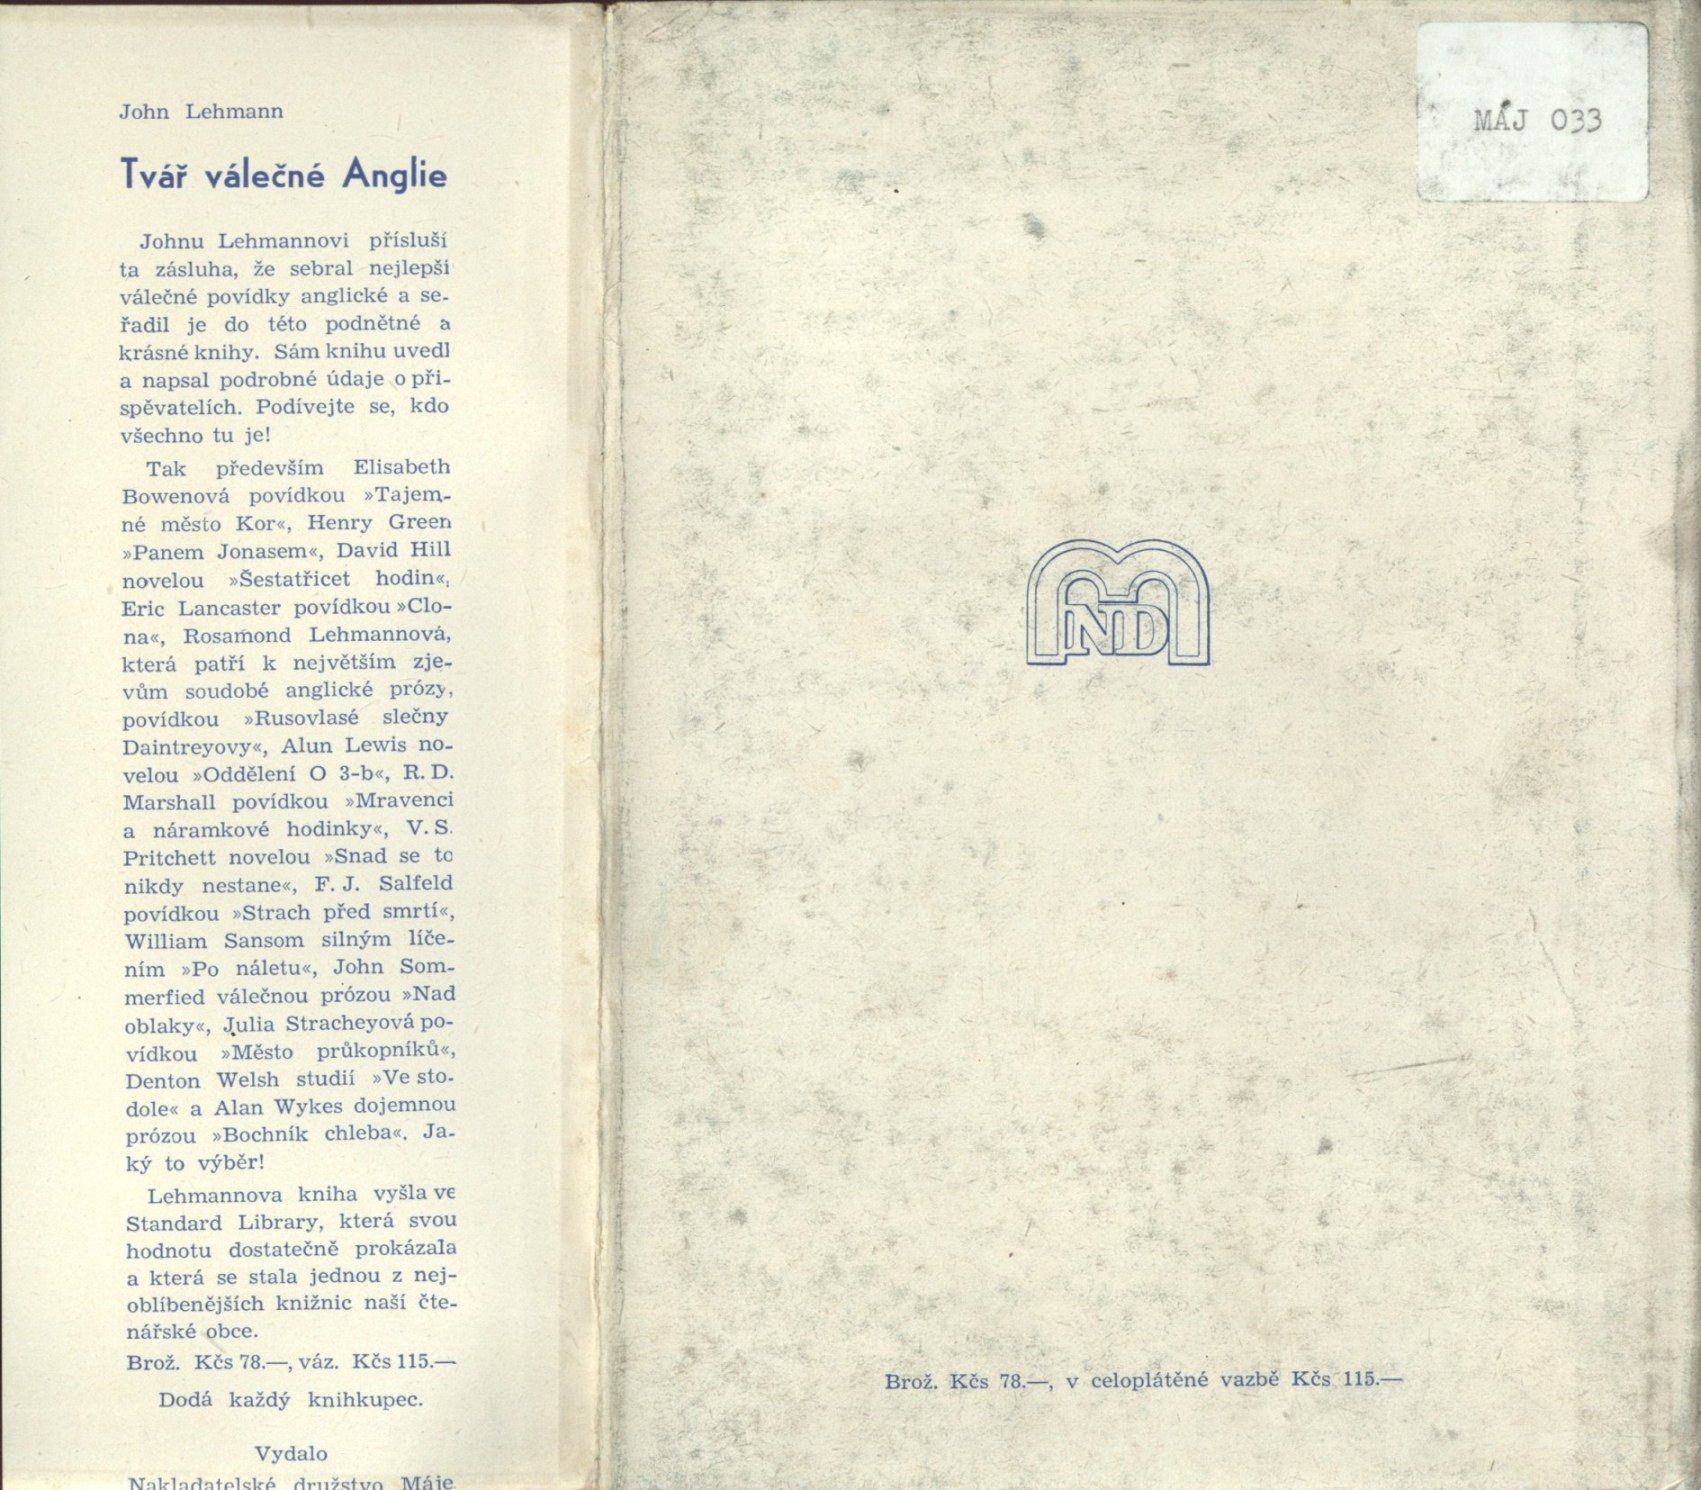 John Lehmann
Tvář válečné Anglie
Johnu Lehmannovi přísluší
ta zásluha, že sebral nejlepší
válečné povídky anglické a se-
řadil je do této podnětné a
krásné knihy. Sám knihu uvedl
a napsal podrobné údaje o při-
spěvatelích. Podívejte se, kdo
všechno tu je!
Tak především Elisabeth
Bowenová povídkou »Tajem-
né město Kor«, Henry Green
»Panem Jonasem«, David Hill
novelou »Šestatřicet hodin«,
Eric Lancaster povídkou »Clo-
na«, Rosamond Lehmannová,
která patří k největším zje-
vům soudobé anglické prózy,
povídkou »Rusovlasé slečny
Daintreyovy«, Alun Lewis no-
velou »Oddělení O 3-b«, R. D.
Marshall povídkou »Mravenci
a náramkové hodinky«, V. S.
Pritchett novelou »Snad se to
nikdy nestane«, F. J. Salfeld
povídkou »Strach před smrtí«,
William Sansom silným líče-
ním »Po náletu«, John Som-
merfied válečnou prózou »Nad
oblaky«, Julia Stracheyová po-
vídkou »Město průkopníků«,
Denton Welsh studií »Ve sto-
dole« a Alan Wykes dojemnou
prózou »Bochník chleba«. Ja-
ký to výběr!
Lehmannova kniha vyšla ve
Standard Library, která svou
hodnotu dostatečně prokázala
a která se stala jednou z nej-
oblíbenějších knižnic naší čte-
nářské obce.
Brož. Kčs 78.—, váz. Kčs 115.—
Dodá každý knihkupec.
Vydalo
Nakladatelské družstvo Máje
MÁJ 033
M
ND
Brož. Kčs 78.—, v celoplátěné vazbě Kčs 115.—